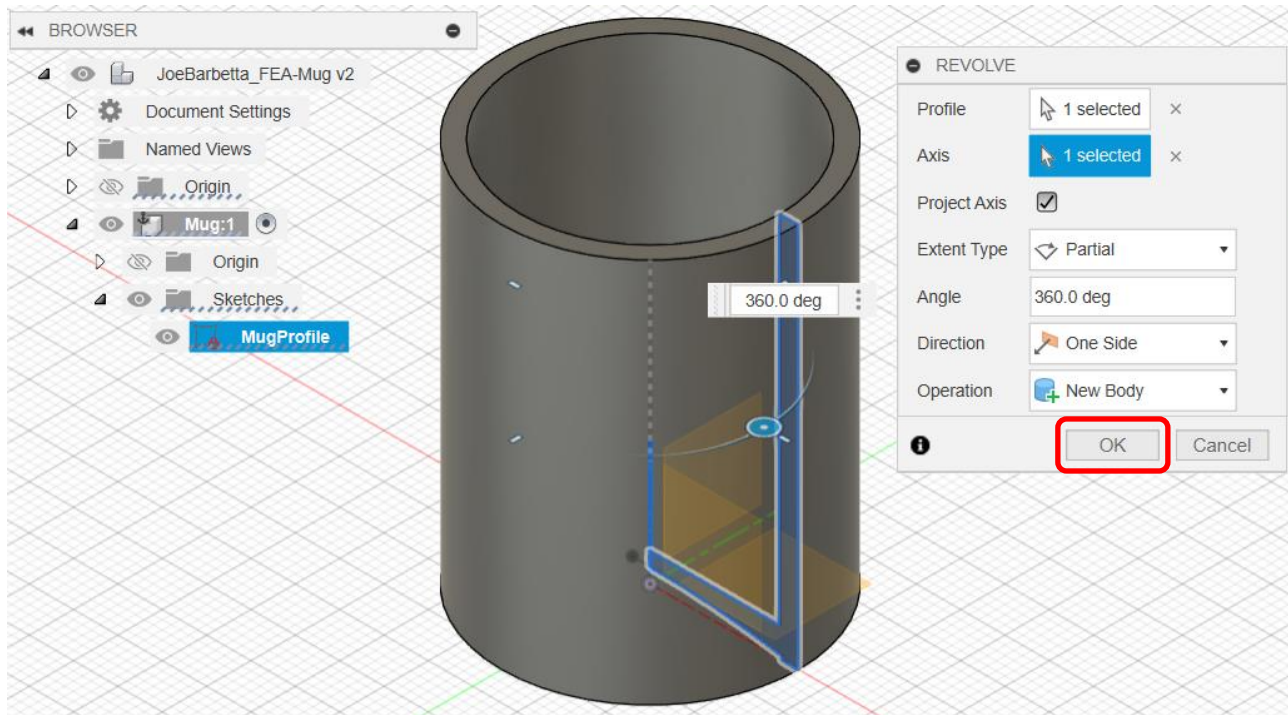 BROWSER
JoeBarbetta_FEA-Mug v2
Document Settings
Named Views
Origin
Mug:1
Origin
Sketches
MugProfile
360.0 deg
REVOLVE
Profile 1 selected ×
Axis 1 selected ×
Project Axis
Extent Type Partial
Angle 360.0 deg
Direction One Side
Operation New Body
OK Cancel